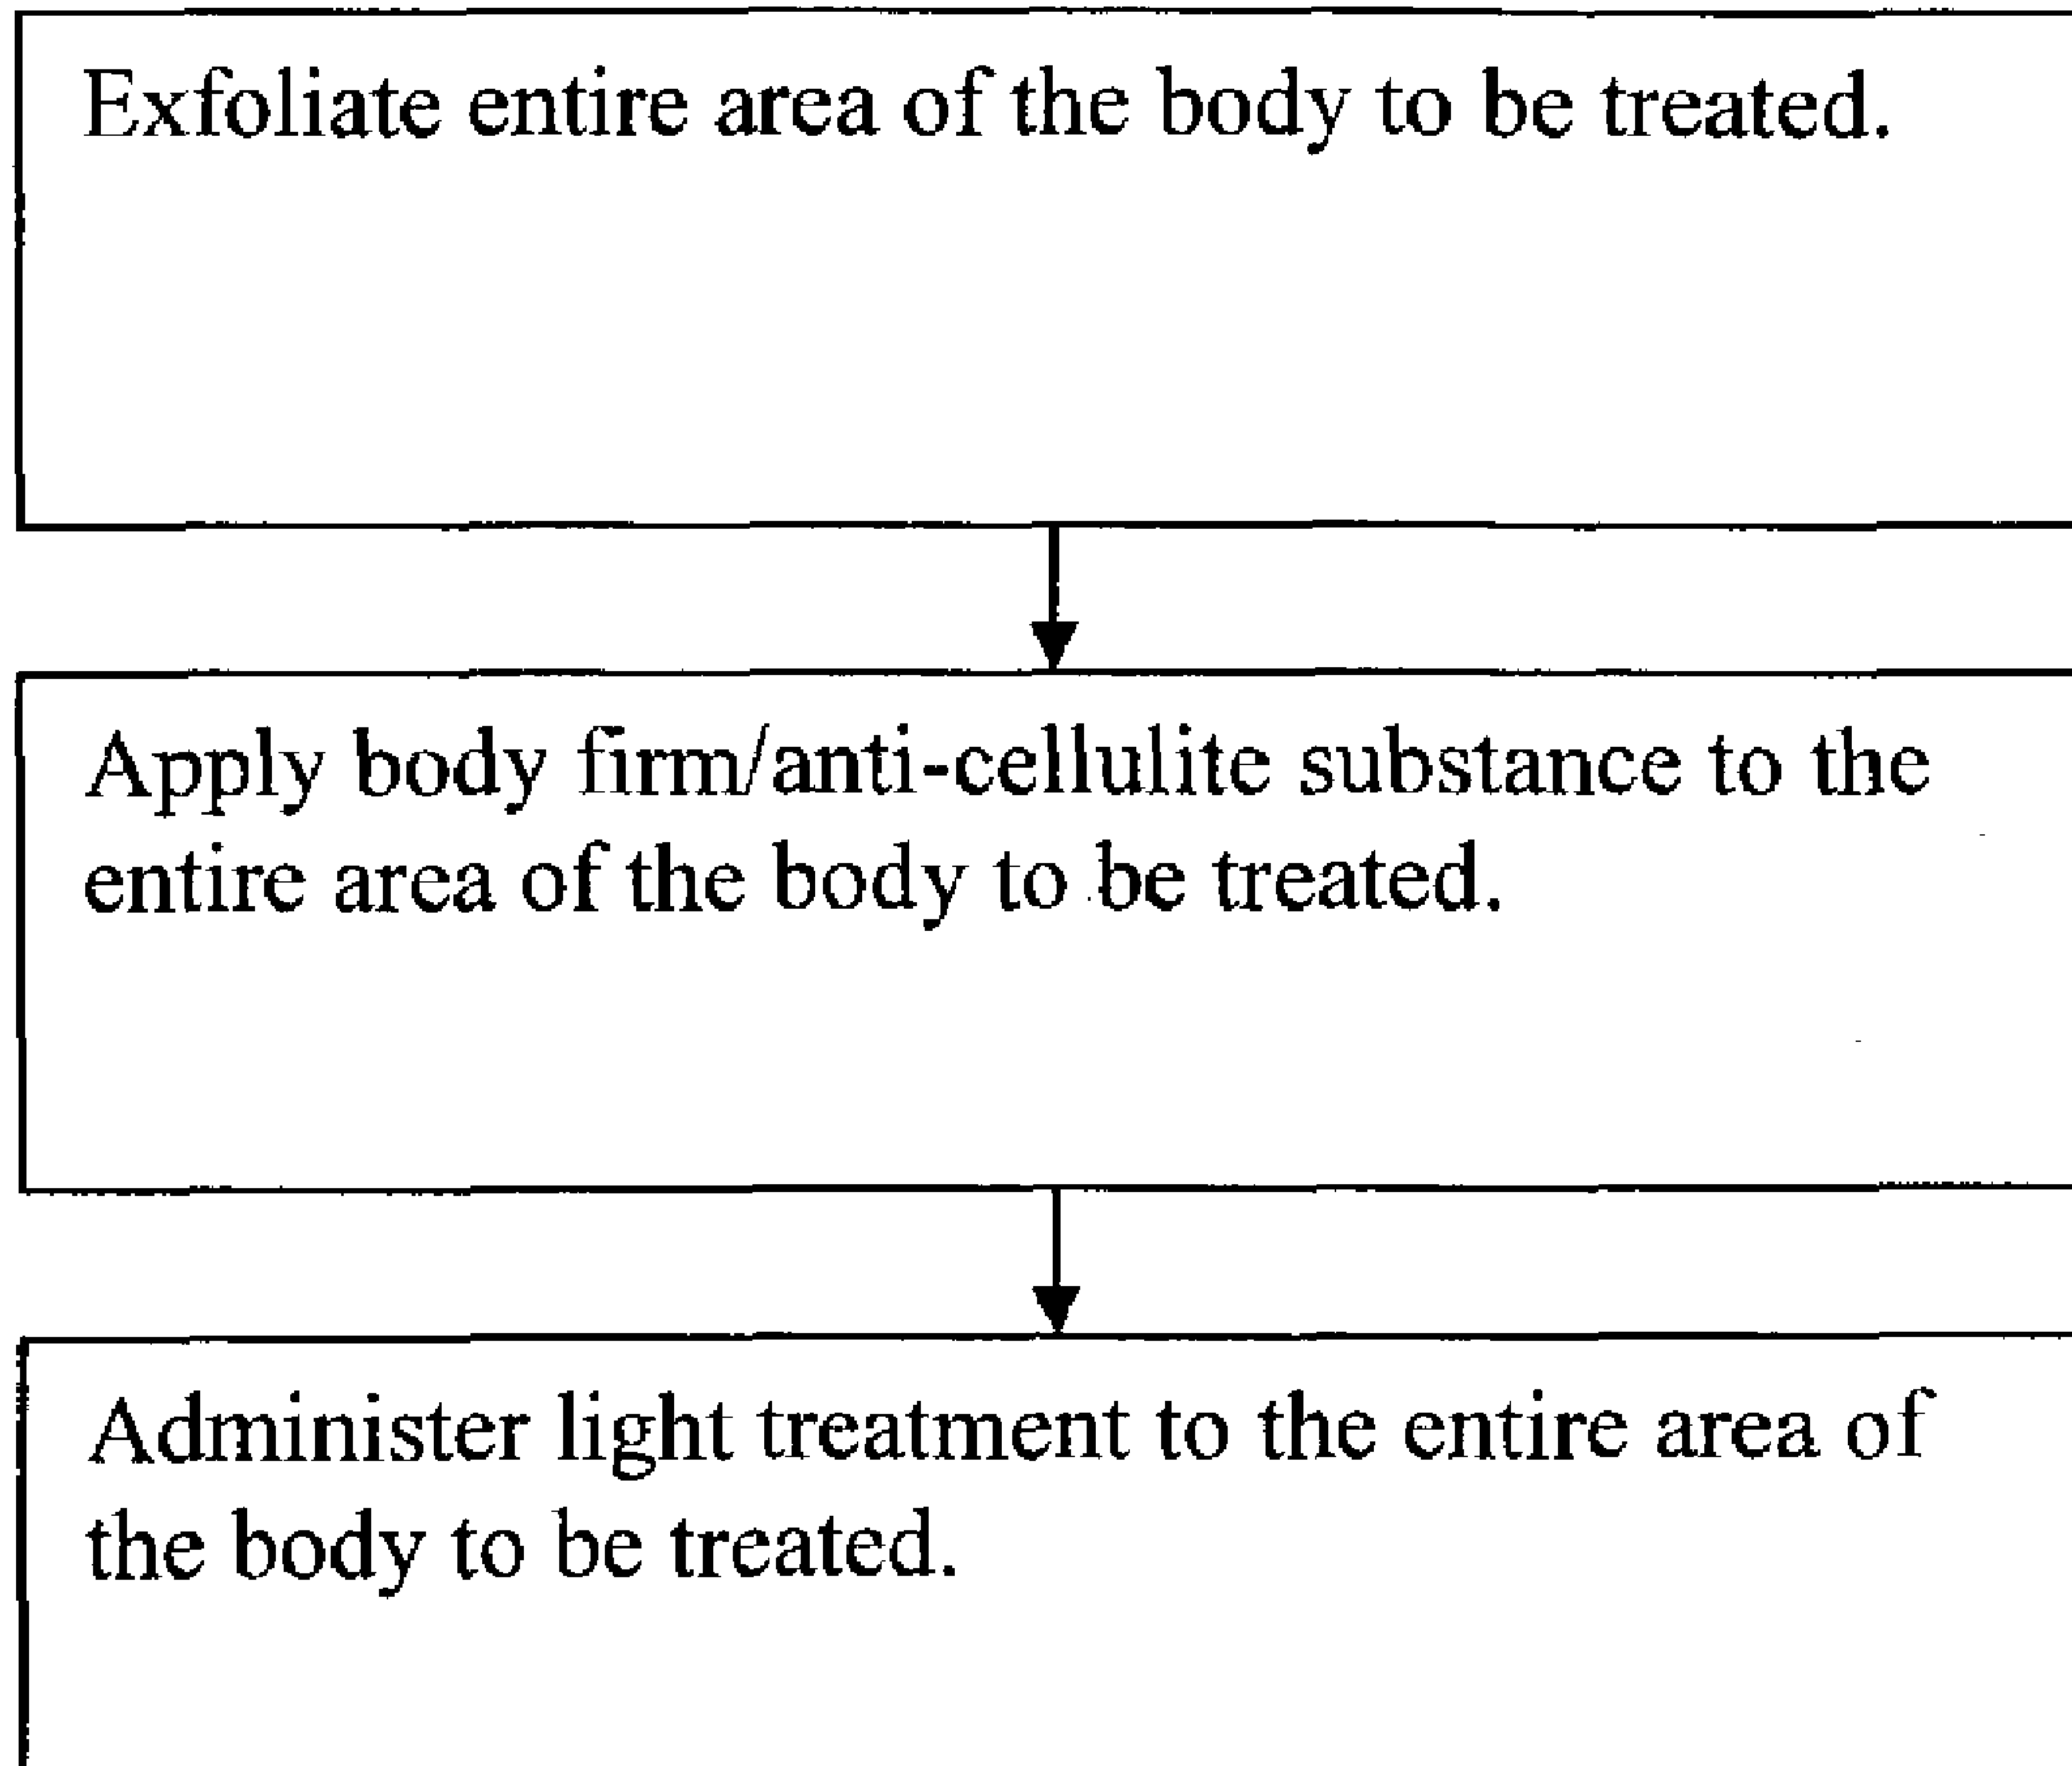 Exfoliate entire area of the body to be treated.
Apply body firm/anti-cellulite substance to the
entire area of the body to be treated.
Administer light treatment to the entire area of
the body to be treated.